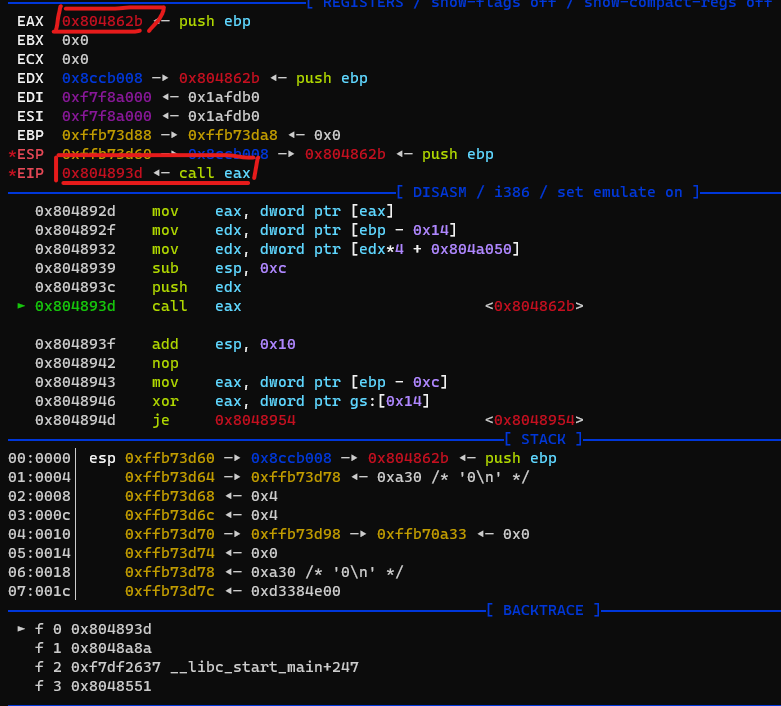 [ REGISTERS / show-flags off / show-compact-regs off
EAX 0x804862b ◂— push ebp
EBX 0x0
ECX 0x0
EDX 0x8ccb008 —▸ 0x804862b ◂— push ebp
EDI 0xf7f8a000 ◂— 0x1afdb0
ESI 0xf7f8a000 ◂— 0x1afdb0
EBP 0xffb73d88 —▸ 0xffb73da8 ◂— 0x0
*ESP 0xffb73d60 —▸ 0x8ccb008 —▸ 0x804862b ◂— push ebp
*EIP 0x804893d ◂— call eax
[ DISASM / i386 / set emulate on ]
0x804892d mov eax, dword ptr [eax]
0x804892f mov edx, dword ptr [ebp - 0x14]
0x8048932 mov edx, dword ptr [edx*4 + 0x804a050]
0x8048939 sub esp, 0xc
0x804893c push edx
► 0x804893d call eax <0x804862b>
0x804893f add esp, 0x10
0x8048942 nop
0x8048943 mov eax, dword ptr [ebp - 0xc]
0x8048946 xor eax, dword ptr gs:[0x14]
0x804894d je 0x8048954 <0x8048954>
[ STACK ]
00:0000│ esp 0xffb73d60 —▸ 0x8ccb008 —▸ 0x804862b ◂— push ebp
01:0004│ 0xffb73d64 —▸ 0xffb73d78 ◂— 0xa30 /* '0\n' */
02:0008│ 0xffb73d68 ◂— 0x4
03:000c│ 0xffb73d6c ◂— 0x4
04:0010│ 0xffb73d70 —▸ 0xffb73d98 —▸ 0xffb70a33 ◂— 0x0
05:0014│ 0xffb73d74 ◂— 0x0
06:0018│ 0xffb73d78 ◂— 0xa30 /* '0\n' */
07:001c│ 0xffb73d7c ◂— 0xd3384e00
[ BACKTRACE ]
► f 0 0x804893d
f 1 0x8048a8a
f 2 0xf7df2637 __libc_start_main+247
f 3 0x8048551